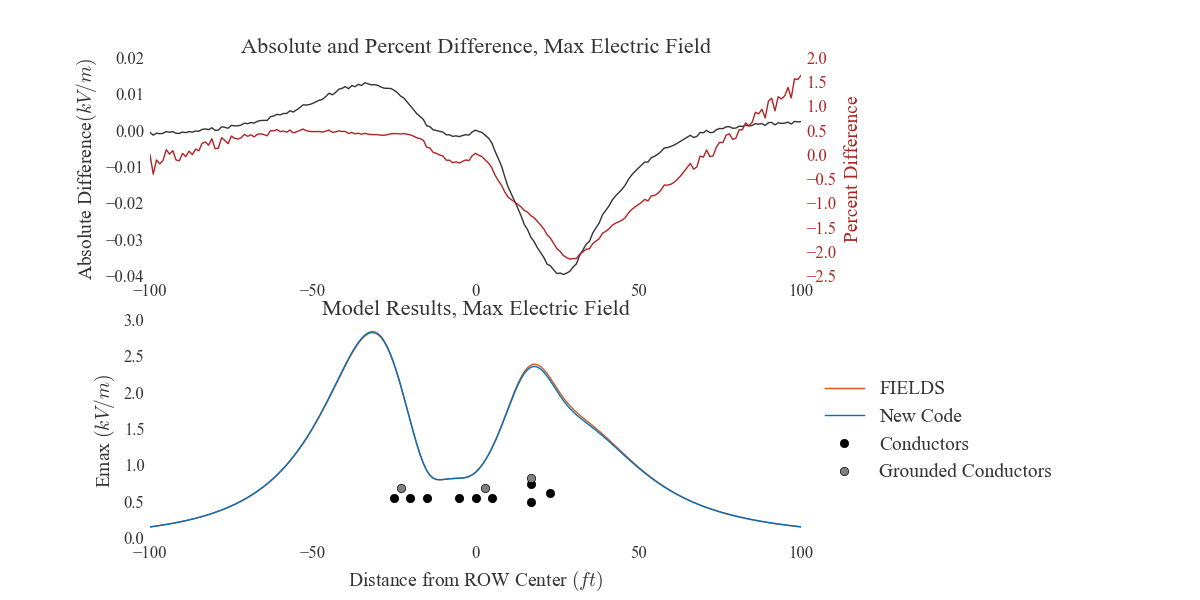 Absolute and Percent Difference, Max Electric Field
Absolute Difference(kV/m)
0.02
0.01
0.00
−0.01
−0.02
−0.03
−0.04
2.0
1.5
1.0
0.5
0.0
−0.5
−1.0
−1.5
−2.0
−2.5
Percent Difference
−100 −50 0 50 100
Model Results, Max Electric Field
Emax (kV/m)
3.0
2.5
2.0
1.5
1.0
0.5
0.0
−100 −50 0 50 100
Distance from ROW Center (ft)
FIELDS
New Code
Conductors
Grounded Conductors